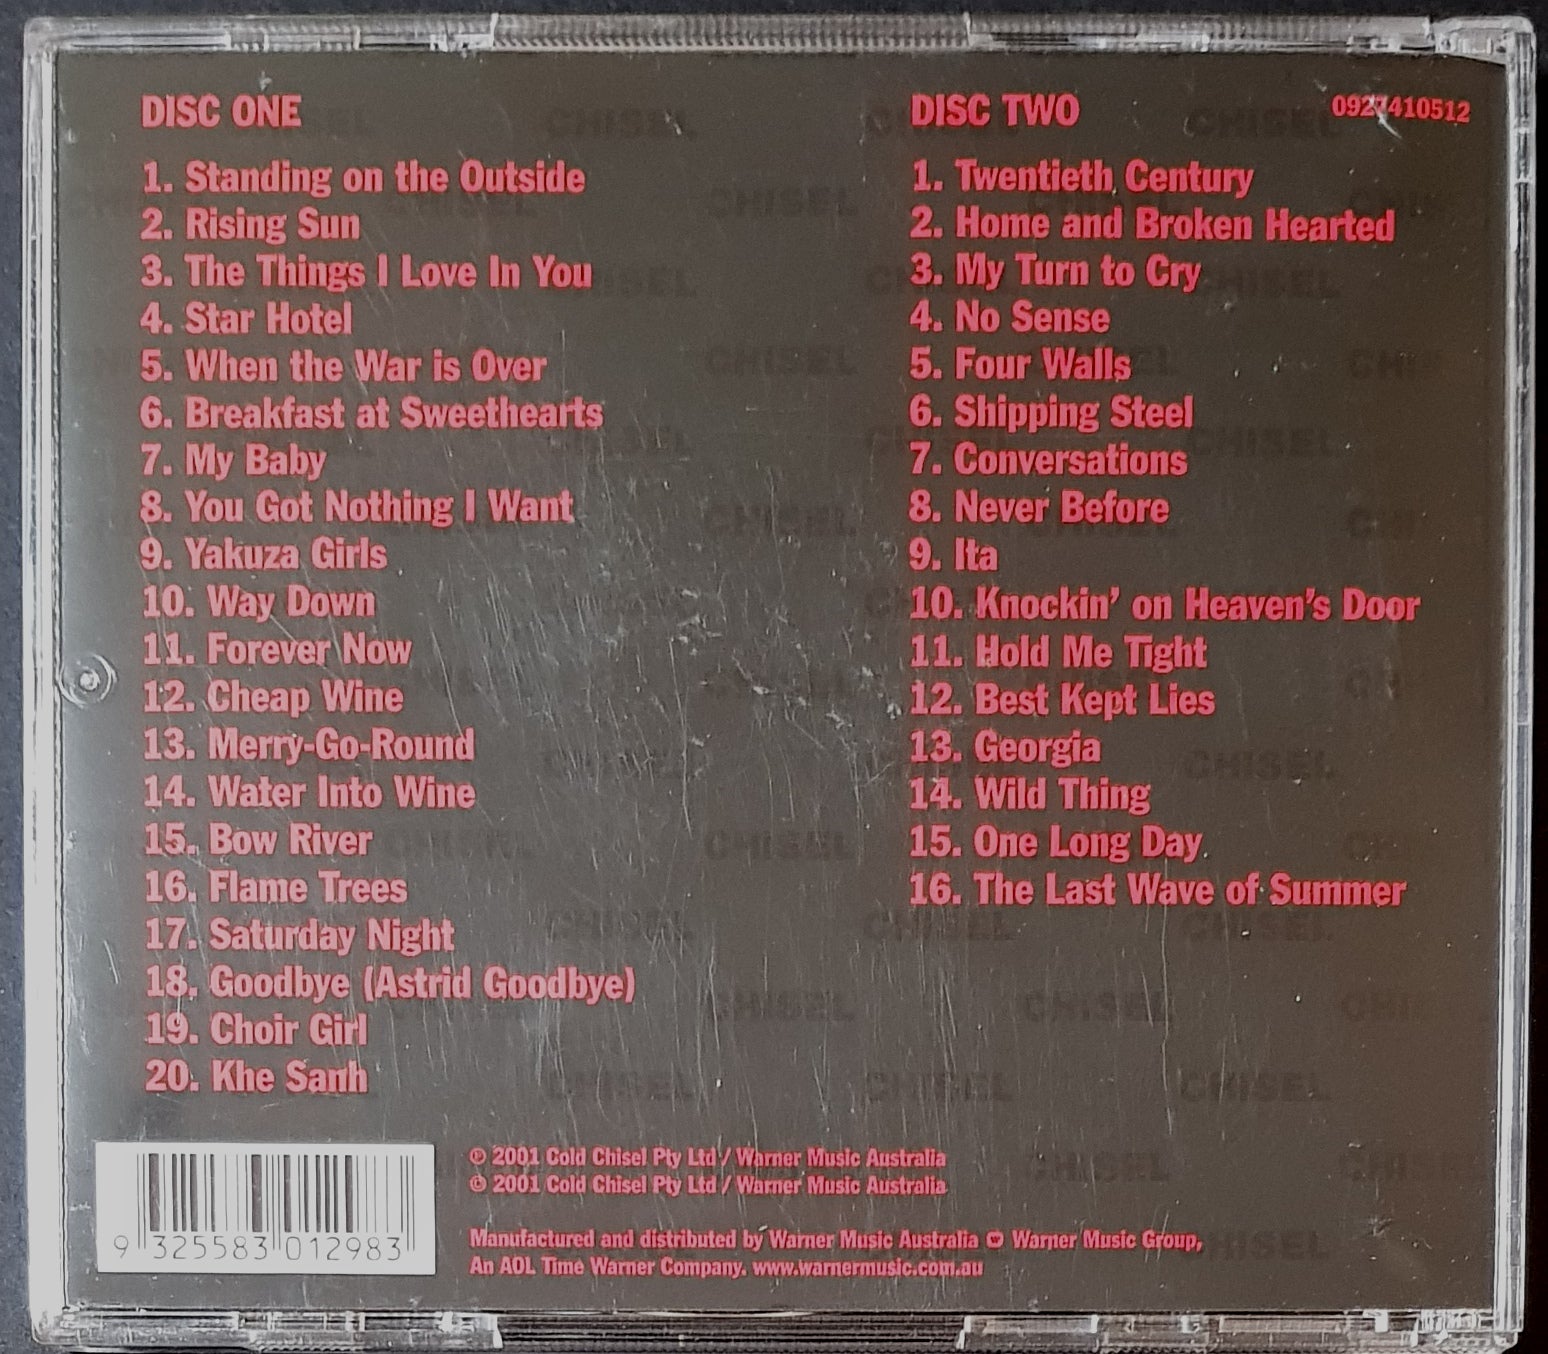 DISC ONE
1. Standing on the Outside
2. Rising Sun
3. The Things I Love In You
4. Star Hotel
5. When the War is Over
6. Breakfast at Sweethearts
7. My Baby
8. You Got Nothing I Want
9. Yakuza Girls
10. Way Down
11. Forever Now
12. Cheap Wine
13. Merry-Go-Round
14. Water Into Wine
15. Bow River
16. Flame Trees
17. Saturday Night
18. Goodbye (Astrid Goodbye)
19. Choir Girl
20. Khe Sanh
DISC TWO
0927410512
1. Twentieth Century
2. Home and Broken Hearted
3. My Turn to Cry
4. No Sense
5. Four Walls
6. Shipping Steel
7. Conversations
8. Never Before
9. Ita
10. Knockin' on Heaven's Door
11. Hold Me Tight
12. Best Kept Lies
13. Georgia
14. Wild Thing
15. One Long Day
16. The Last Wave of Summer
9 325583 012983
℗ 2001 Cold Chisel Pty Ltd / Warner Music Australia
© 2001 Cold Chisel Pty Ltd / Warner Music Australia
Manufactured and distributed by Warner Music Australia Warner Music Group,
An AOL Time Warner Company. www.warnermusic.com.au